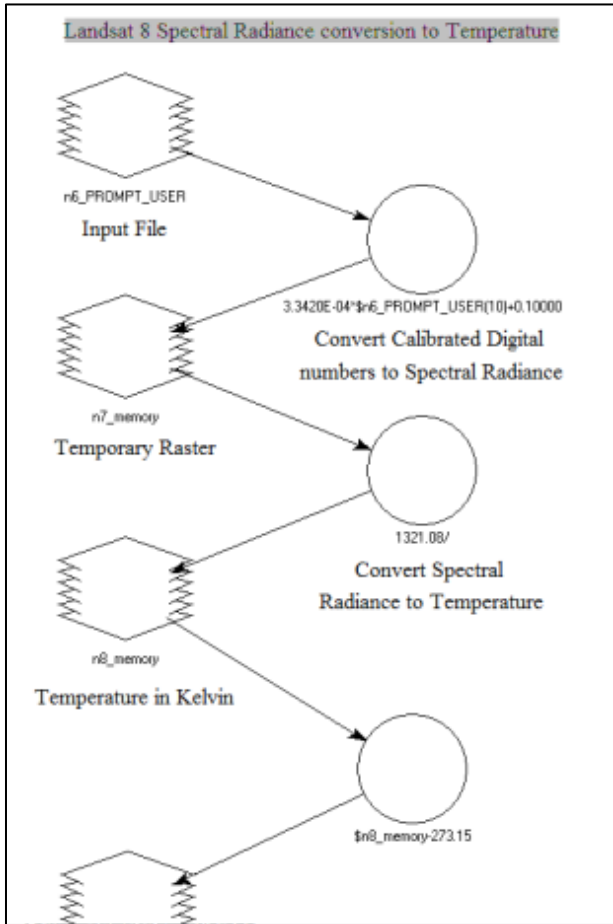 Landsat 8 Spectral Radiance conversion to Temperature
n6_PROMPT_USER
Input File
3.3420E-04*$n6_PROMPT_USER(10)+0.10000
Convert Calibrated Digital
numbers to Spectral Radiance
n7_memory
Temporary Raster
1321.08/
Convert Spectral
Radiance to Temperature
n8_memory
Temperature in Kelvin
$n8_memory-273.15